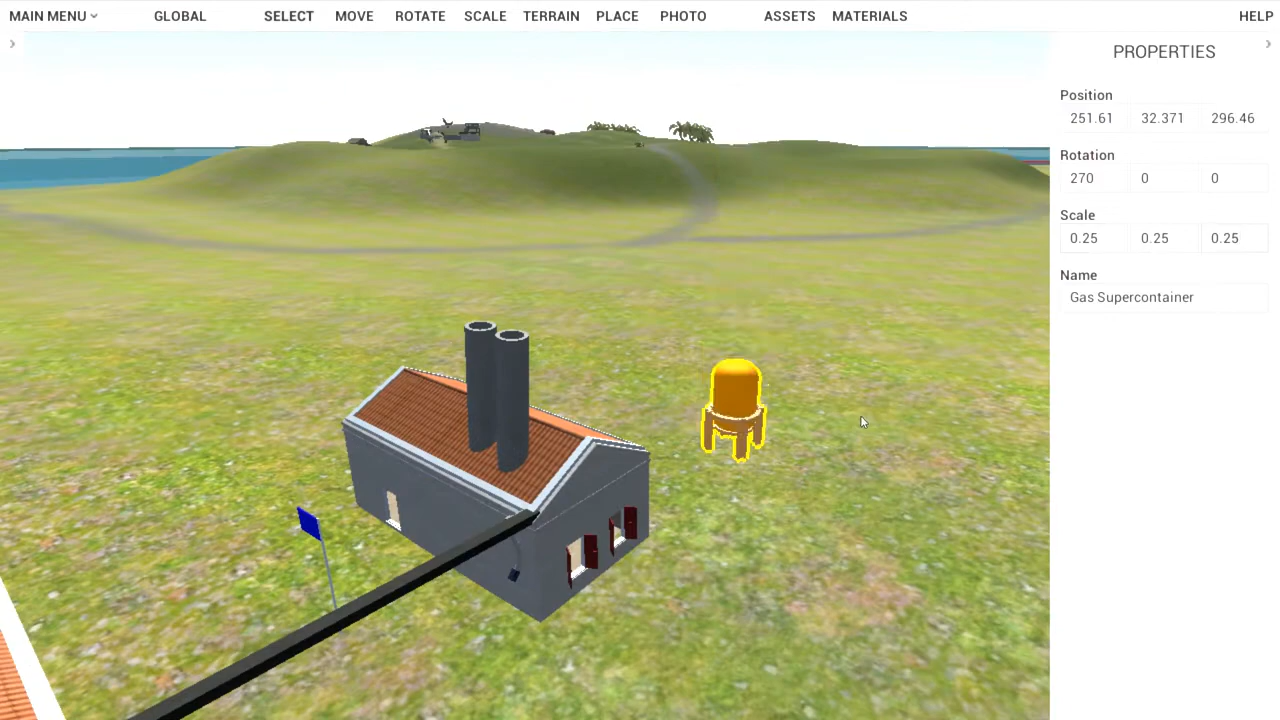 MAIN MENU GLOBAL SELECT MOVE ROTATE SCALE TERRAIN PLACE PHOTO ASSETS MATERIALS HELP
PROPERTIES
Position
251.61 32.371 296.46
Rotation
270 0 0
Scale
0.25 0.25 0.25
Name
Gas Supercontainer